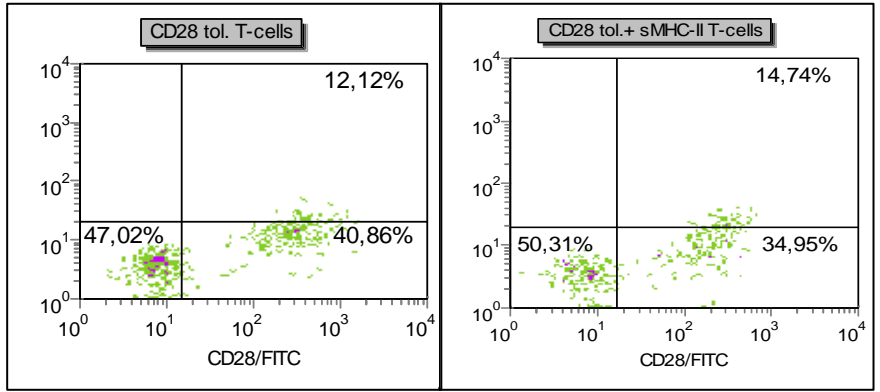 CD28 tol. T-cells
12,12%
47,02%
40,86%
10⁴
10³
10²
10¹
10⁰
10⁰ 10¹ 10² 10³ 10⁴
CD28/FITC
CD28 tol.+ sMHC-II T-cells
14,74%
50,31%
34,95%
10⁴
10³
10²
10¹
10⁰
10⁰ 10¹ 10² 10³ 10⁴
CD28/FITC